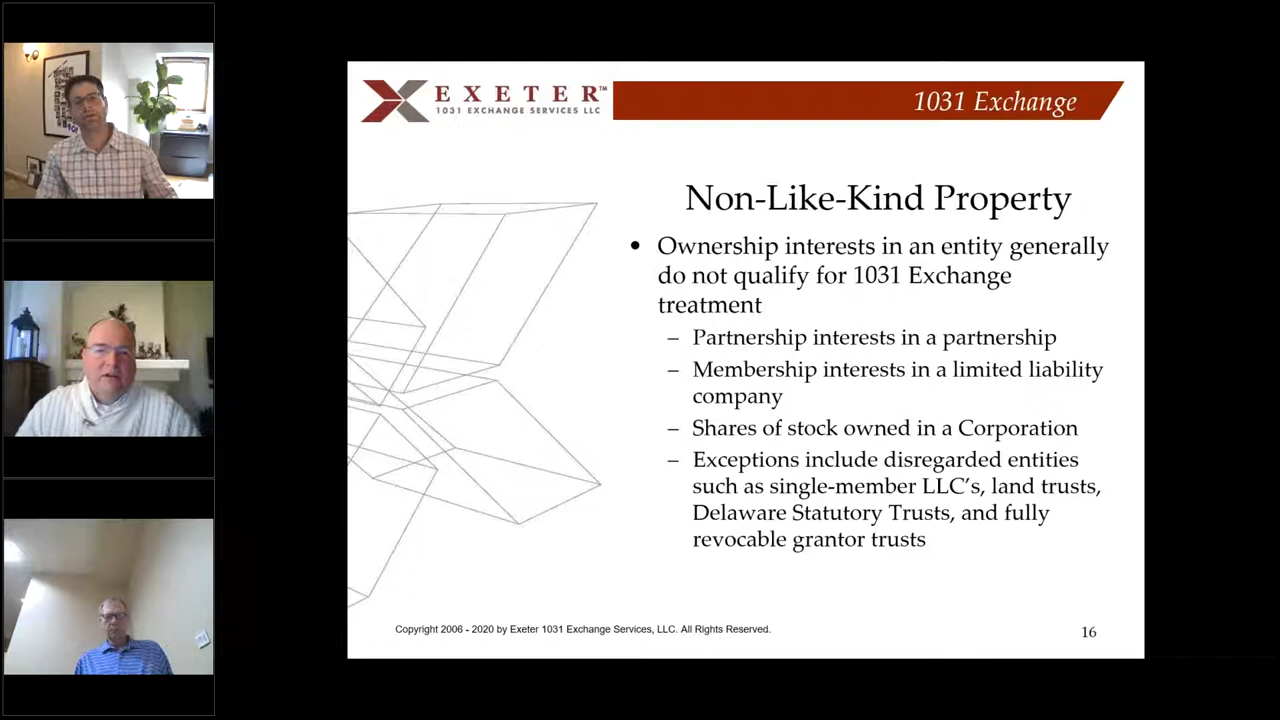 EXETER™
1031 EXCHANGE SERVICES LLC
1031 Exchange
Non-Like-Kind Property
• Ownership interests in an entity generally
do not qualify for 1031 Exchange
treatment
– Partnership interests in a partnership
– Membership interests in a limited liability
company
– Shares of stock owned in a Corporation
– Exceptions include disregarded entities
such as single-member LLC’s, land trusts,
Delaware Statutory Trusts, and fully
revocable grantor trusts
Copyright 2006 - 2020 by Exeter 1031 Exchange Services, LLC. All Rights Reserved.
16